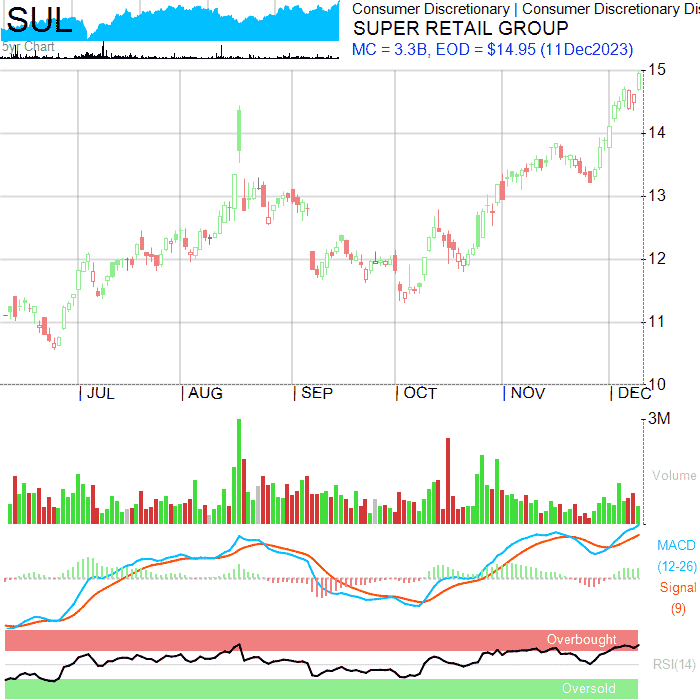 SUL
5yr Chart
Consumer Discretionary | Consumer Discretionary Dis
SUPER RETAIL GROUP
MC = 3.3B, EOD = $14.95 (11Dec2023)
15
14
13
12
11
10
JUL AUG SEP OCT NOV DEC
3M
Volume
MACD
(12-26)
Signal
(9)
Overbought
RSI(14)
Oversold